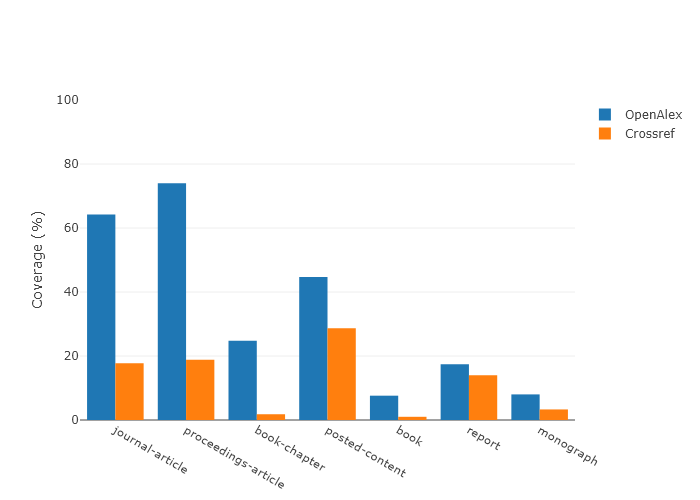 100
80
60
40
20
0
Coverage (%)
journal-article
proceedings-article
book-chapter
posted-content
book
report
monograph
OpenAlex
Crossref